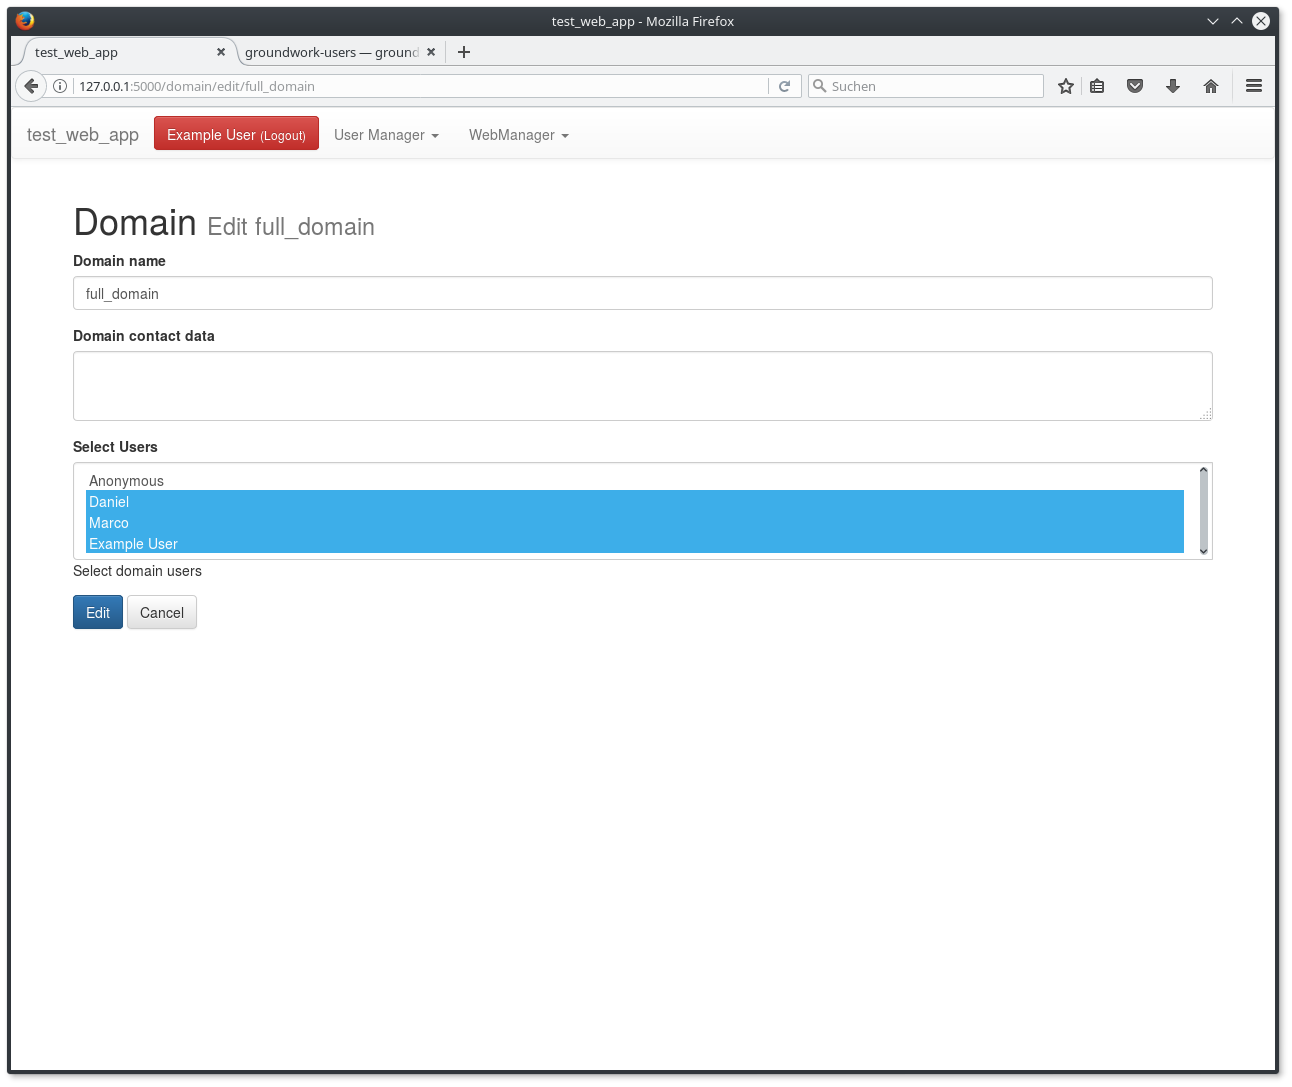 test_web_app - Mozilla Firefox
test_web_app groundwork-users — ground
127.0.0.1:5000/domain/edit/full_domain Suchen
test_web_app Example User (Logout) User Manager WebManager
Domain Edit full_domain
Domain name
full_domain
Domain contact data
Select Users
Anonymous
Daniel
Marco
Example User
Select domain users
Edit Cancel